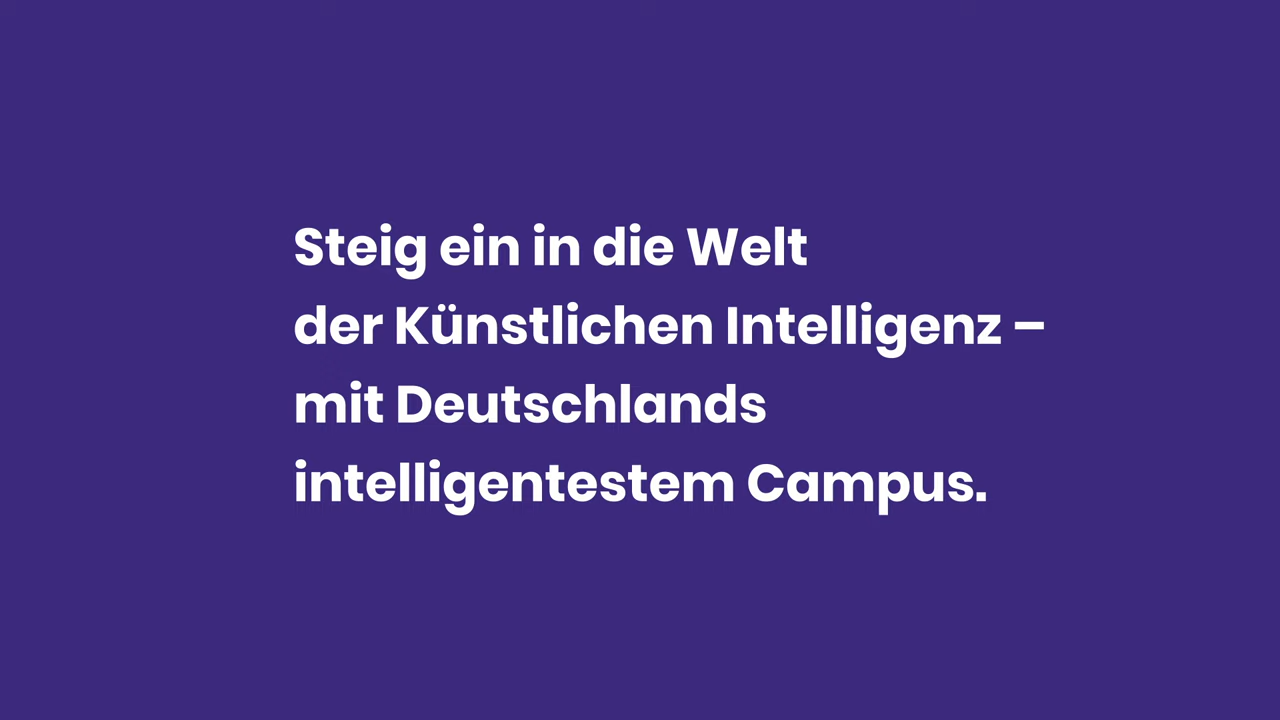 Steig ein in die Welt
der Künstlichen Intelligenz –
mit Deutschlands
intelligentestem Campus.